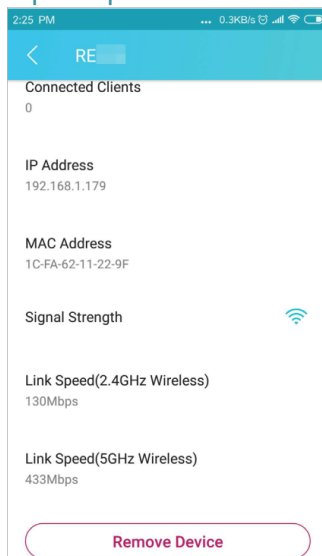 2:25 PM ... 0.3KB/s
RE
Connected Clients
0
IP Address
192.168.1.179
MAC Address
1C-FA-62-11-22-9F
Signal Strength
Link Speed(2.4GHz Wireless)
130Mbps
Link Speed(5GHz Wireless)
433Mbps
Remove Device